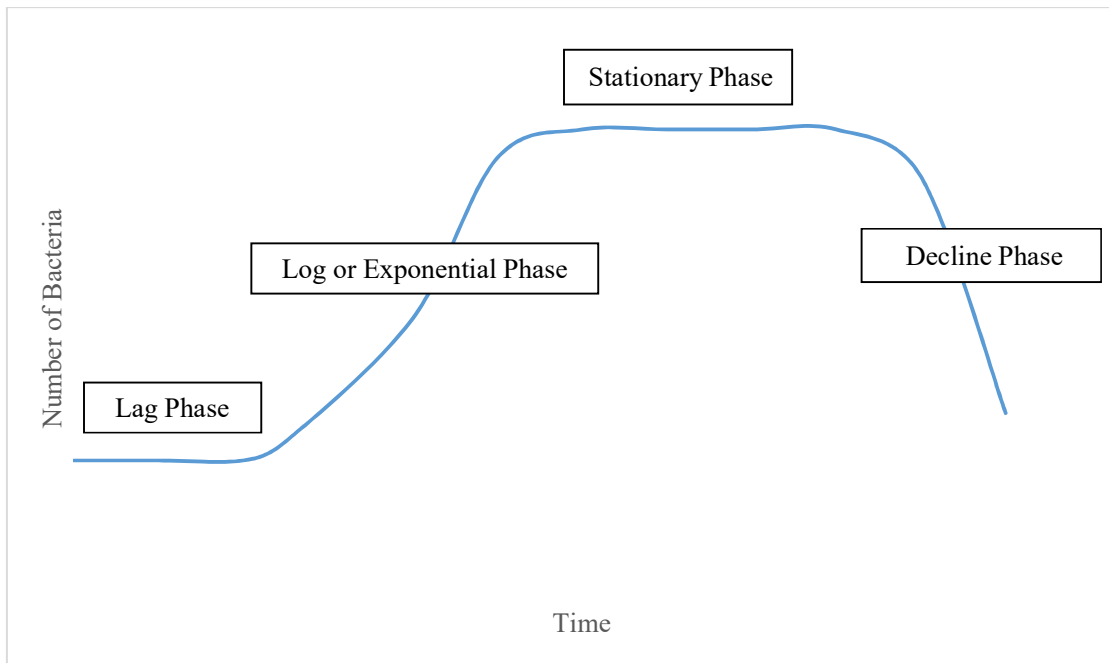 Stationary Phase
Log or Exponential Phase
Decline Phase
Lag Phase
Number of Bacteria
Time